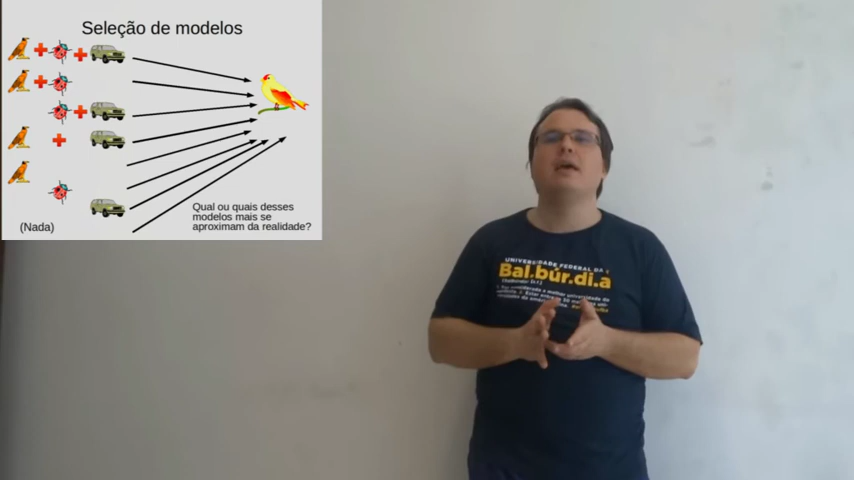 Seleção de modelos
Qual ou quais desses
modelos mais se
aproximam da realidade?
(Nada)
UNIVERSIDADE FEDERAL DA
Bal.búr.di.a